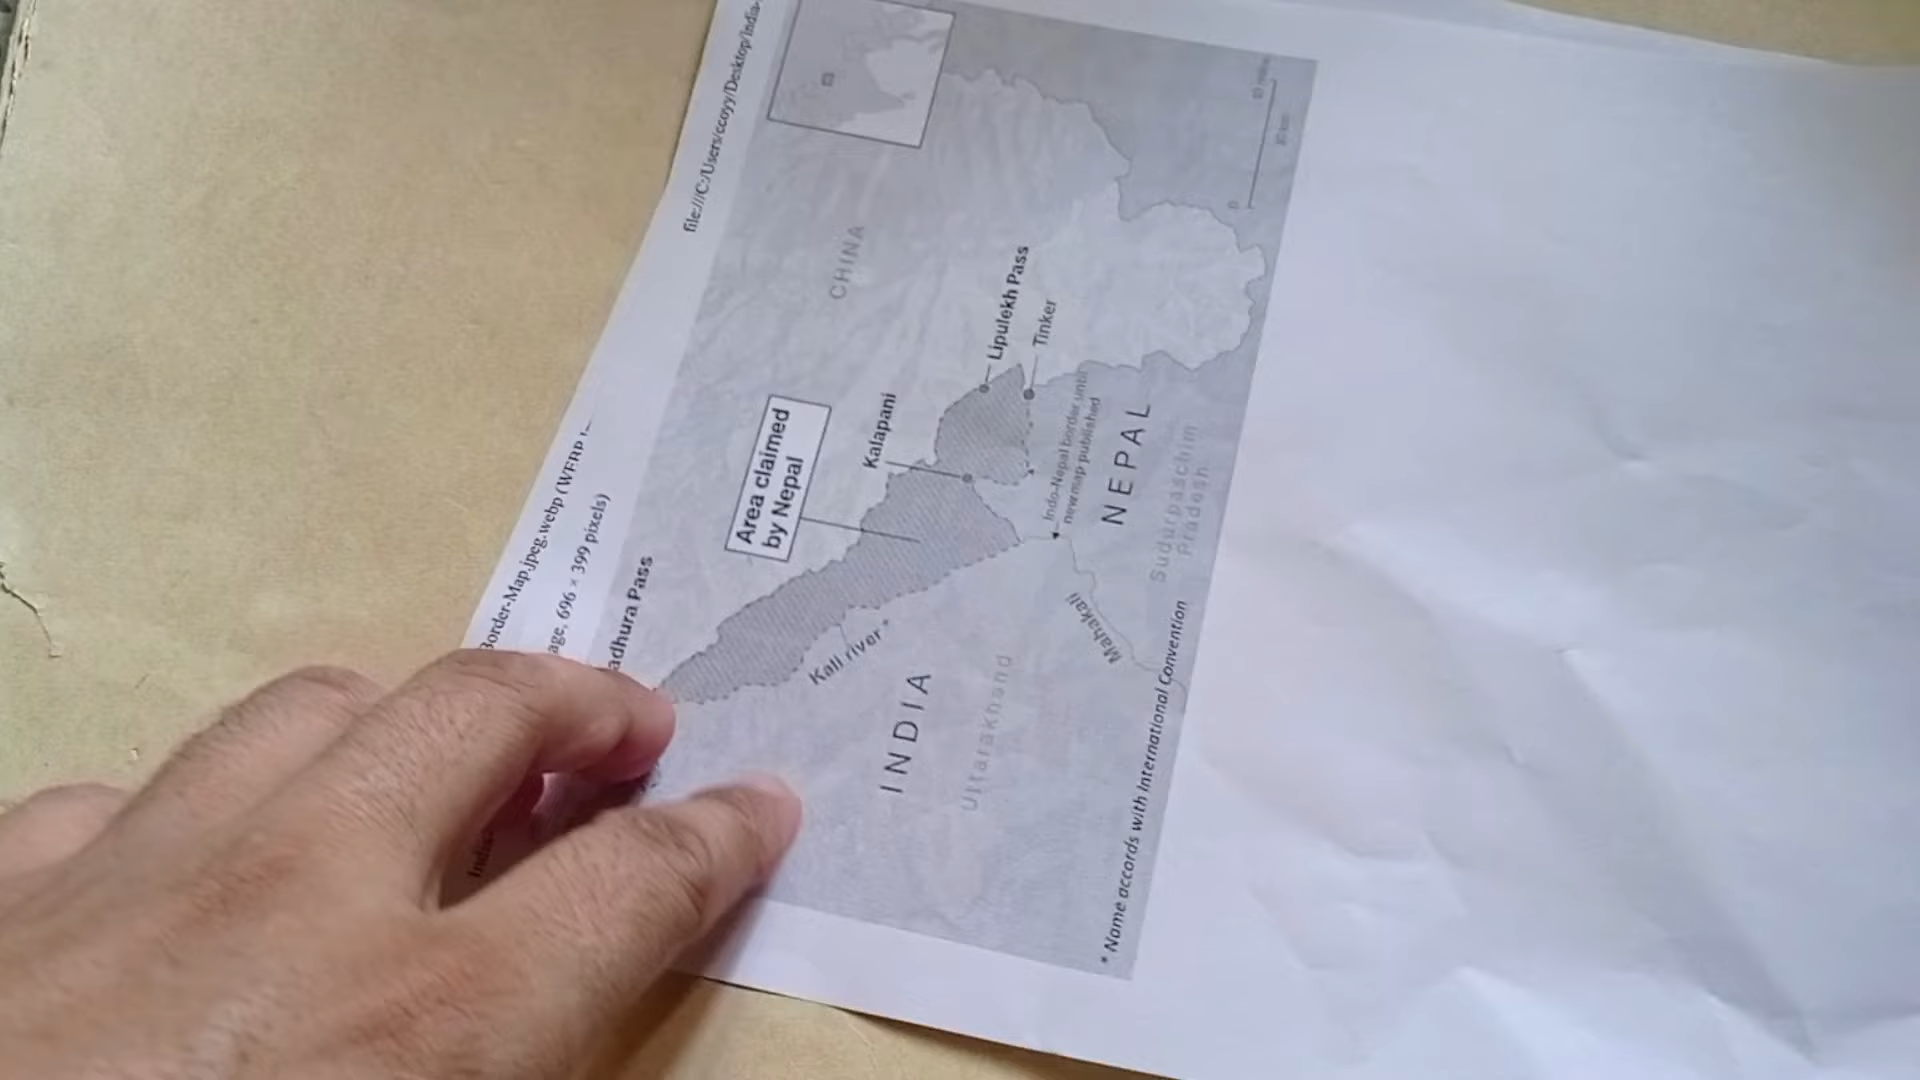 file:///C:/Users/ccoyy/Desktop/India-
Border-Map.jpeg.webp (WEBP
age, 696 × 399 pixels)
adhura Pass
Area claimed
by Nepal
Kalapani
CHINA
Lipulekh Pass
Tinker
Indo-Nepal border until
new map published
NEPAL
Sudurpaschim
Pradesh
Kali river *
Mahakali
INDIA
Uttarakhand
* Name accords with International Convention
0